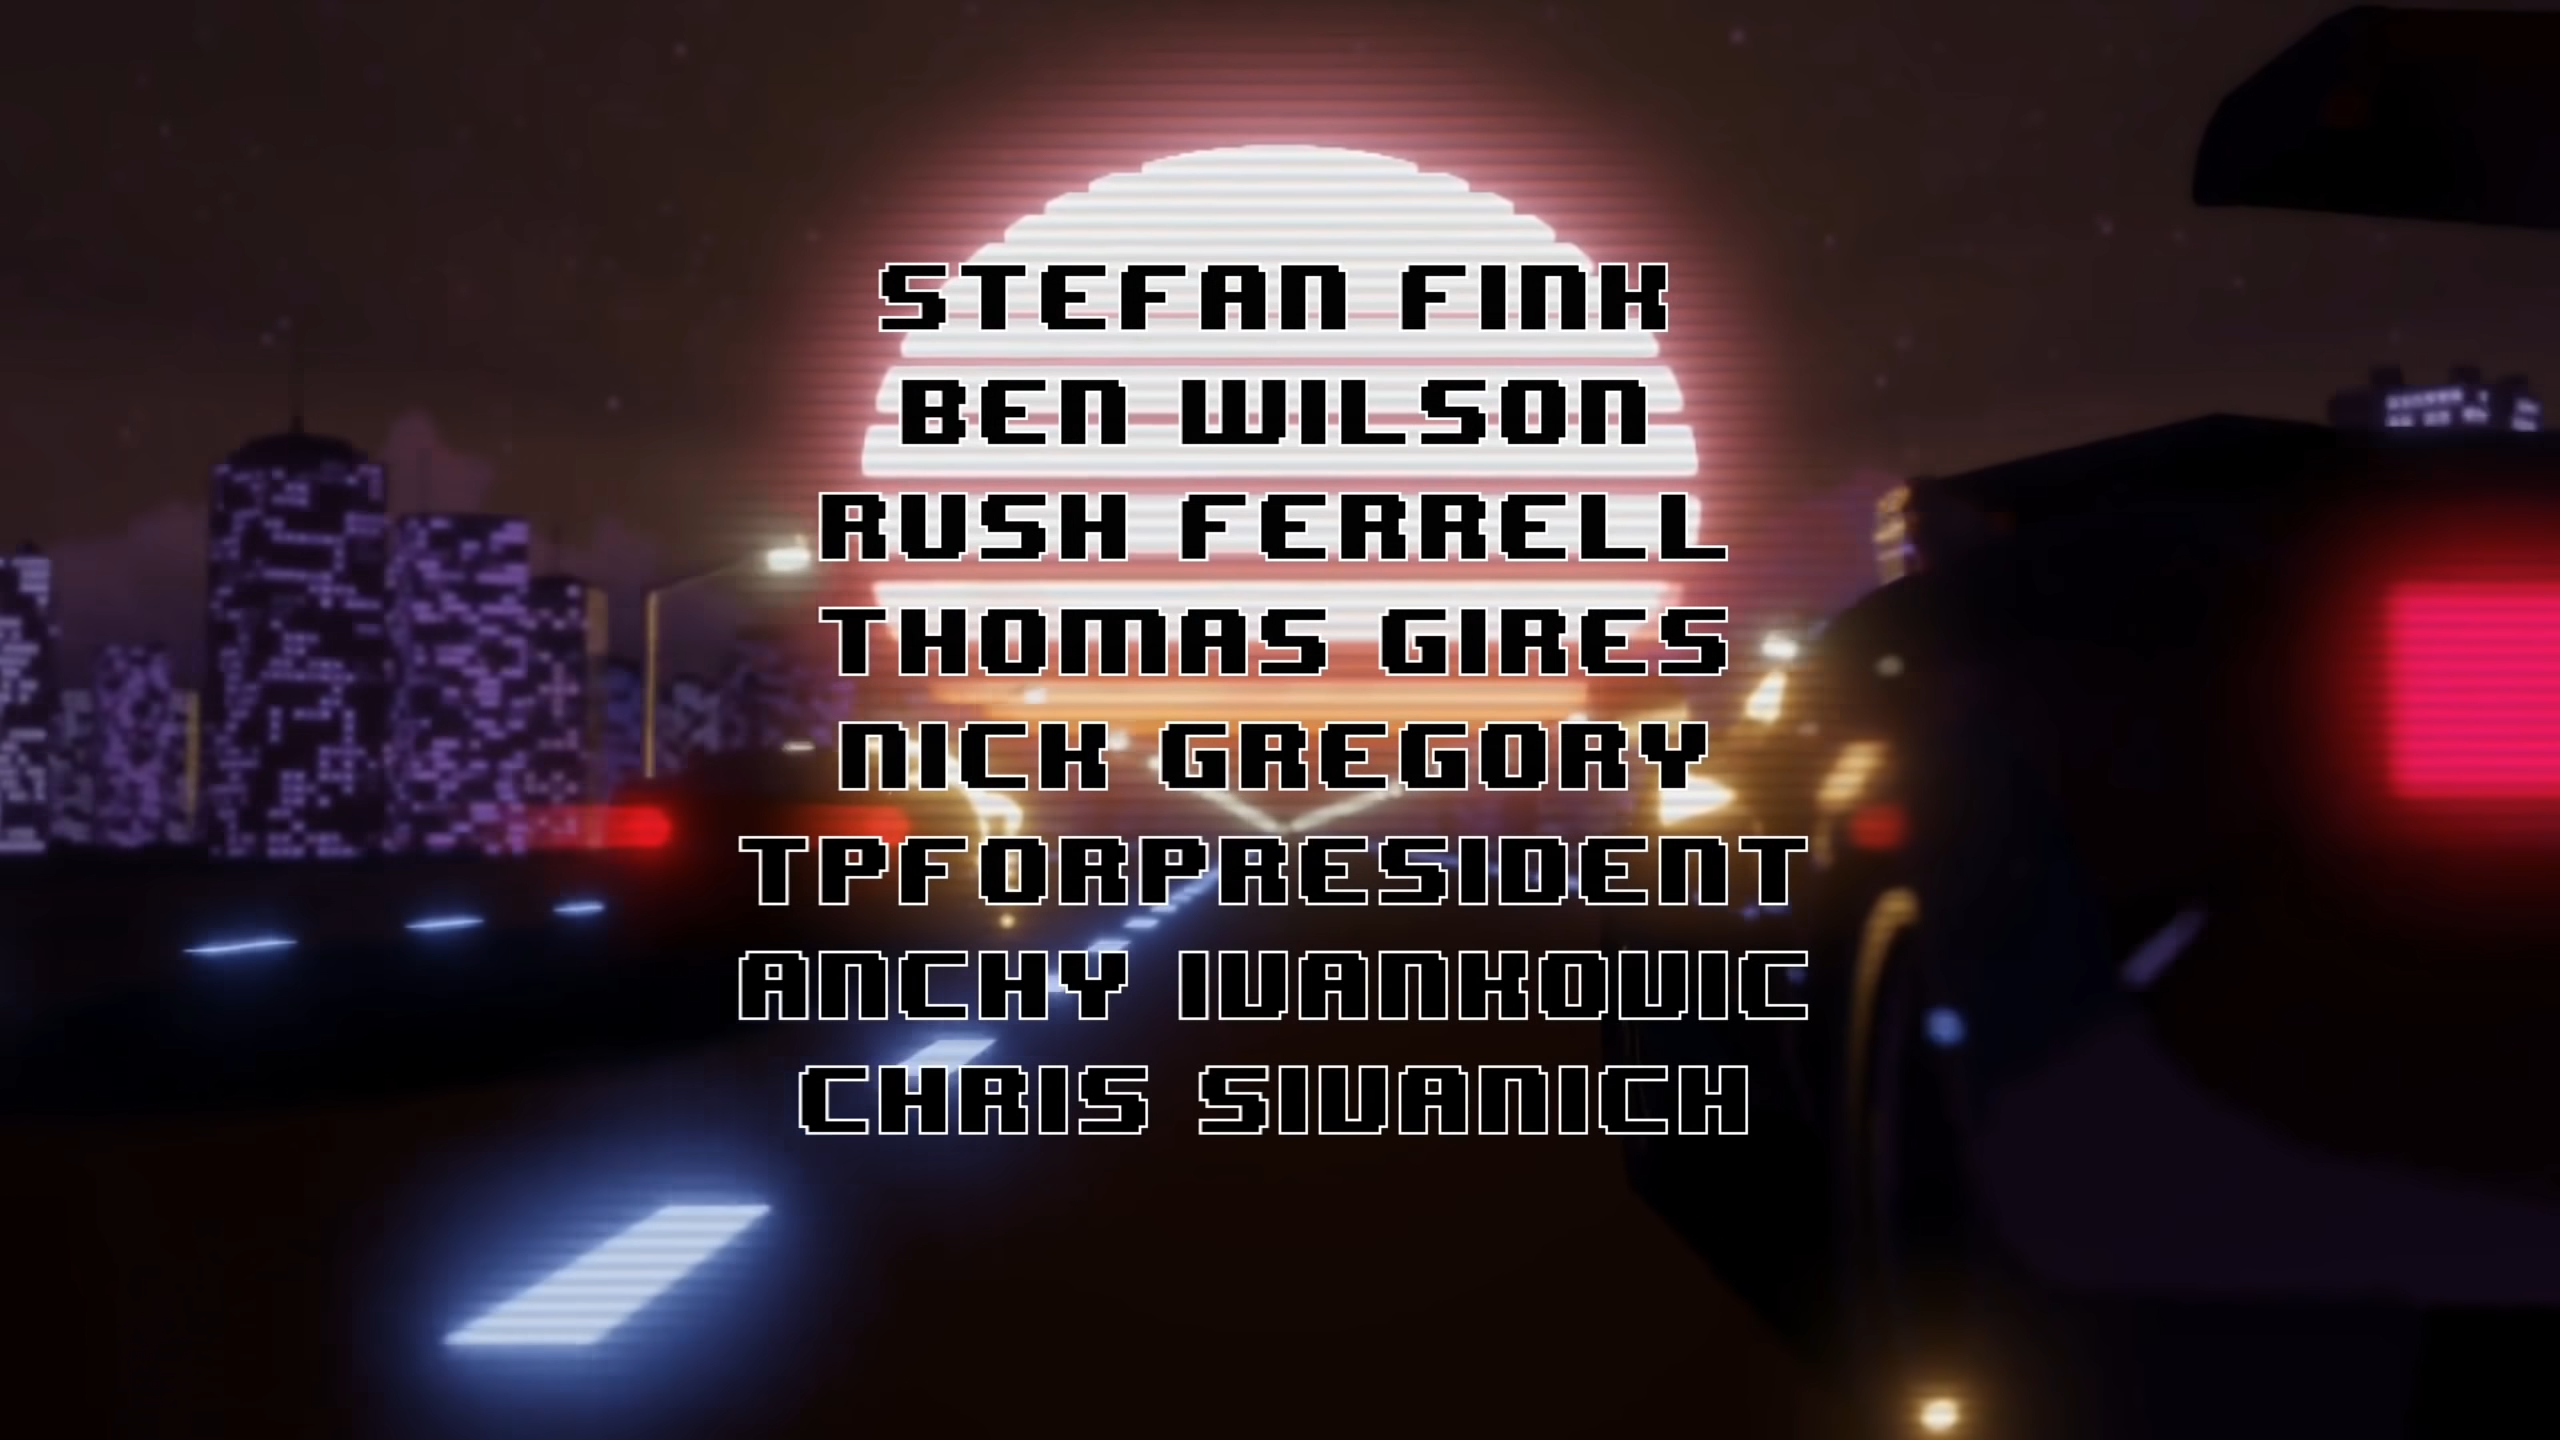 STEFAN FINK
BEN WILSON
RUSH FERRELL
THOMAS GIRES
NICK GREGORY
TPFORPRESIDENT
ANCHY IVANKOVIC
CHRIS SIVANICH